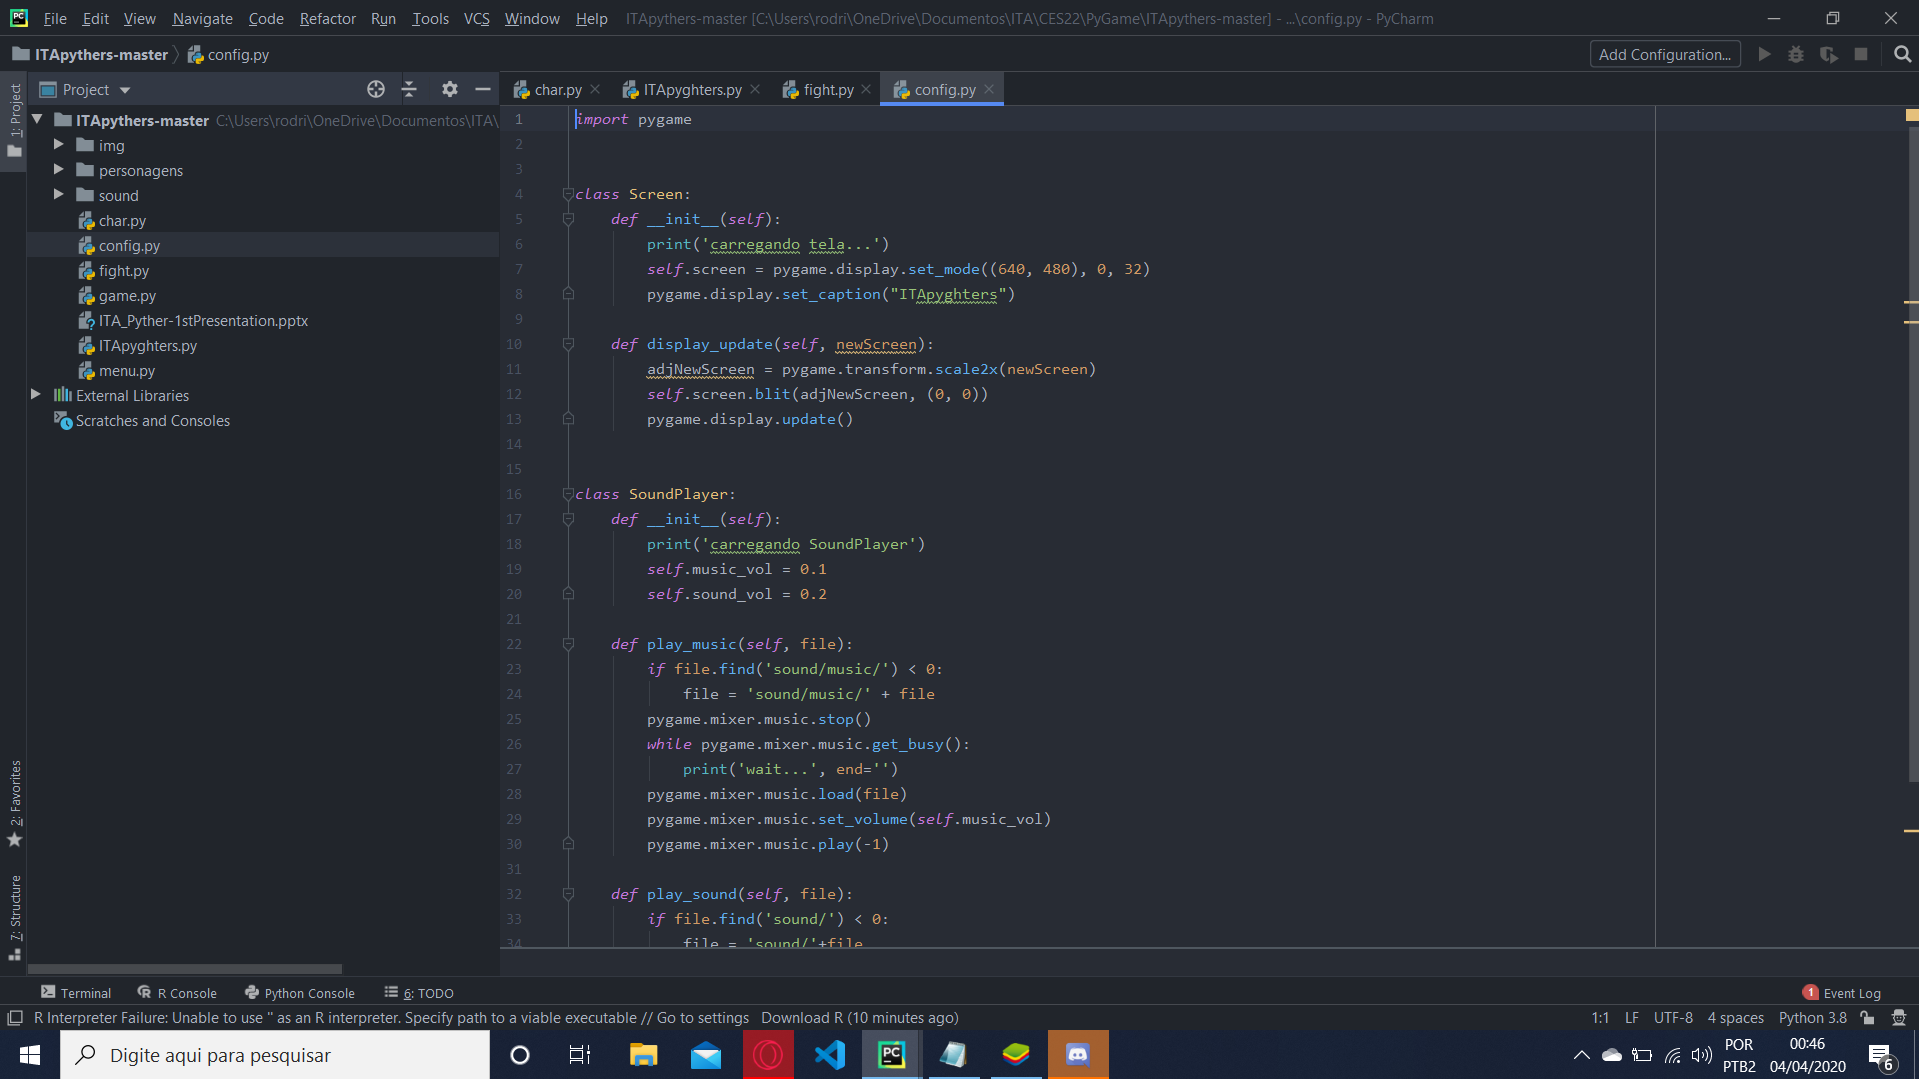 File Edit View Navigate Code Refactor Run Tools VCS Window Help ITApythers-master [C:\Users\rodri\OneDrive\Documentos\ITA\CES22\PyGame\ITApythers-master] - ...\config.py - PyCharm
ITApythers-master config.py Add Configuration...
Project
char.py ITApyghters.py fight.py config.py
1: Project
ITApythers-master C:\Users\rodri\OneDrive\Documentos\ITA\
img
personagens
sound
char.py
config.py
fight.py
game.py
ITA_Pyther-1stPresentation.pptx
ITApyghters.py
menu.py
External Libraries
Scratches and Consoles
2: Favorites
7: Structure
1 import pygame
2
3
4 class Screen:
5 def __init__(self):
6 print('carregando tela...')
7 self.screen = pygame.display.set_mode((640, 480), 0, 32)
8 pygame.display.set_caption("ITApyghters")
9
10 def display_update(self, newScreen):
11 adjNewScreen = pygame.transform.scale2x(newScreen)
12 self.screen.blit(adjNewScreen, (0, 0))
13 pygame.display.update()
14
15
16 class SoundPlayer:
17 def __init__(self):
18 print('carregando SoundPlayer')
19 self.music_vol = 0.1
20 self.sound_vol = 0.2
21
22 def play_music(self, file):
23 if file.find('sound/music/') < 0:
24 file = 'sound/music/' + file
25 pygame.mixer.music.stop()
26 while pygame.mixer.music.get_busy():
27 print('wait...', end='')
28 pygame.mixer.music.load(file)
29 pygame.mixer.music.set_volume(self.music_vol)
30 pygame.mixer.music.play(-1)
31
32 def play_sound(self, file):
33 if file.find('sound/') < 0:
34 file = 'sound/'+file
Terminal R Console Python Console 6: TODO 1 Event Log
R Interpreter Failure: Unable to use '' as an R interpreter. Specify path to a viable executable // Go to settings Download R (10 minutes ago) 1:1 LF UTF-8 4 spaces Python 3.8
Digite aqui para pesquisar
PC
POR
PTB2
00:46
04/04/2020
6